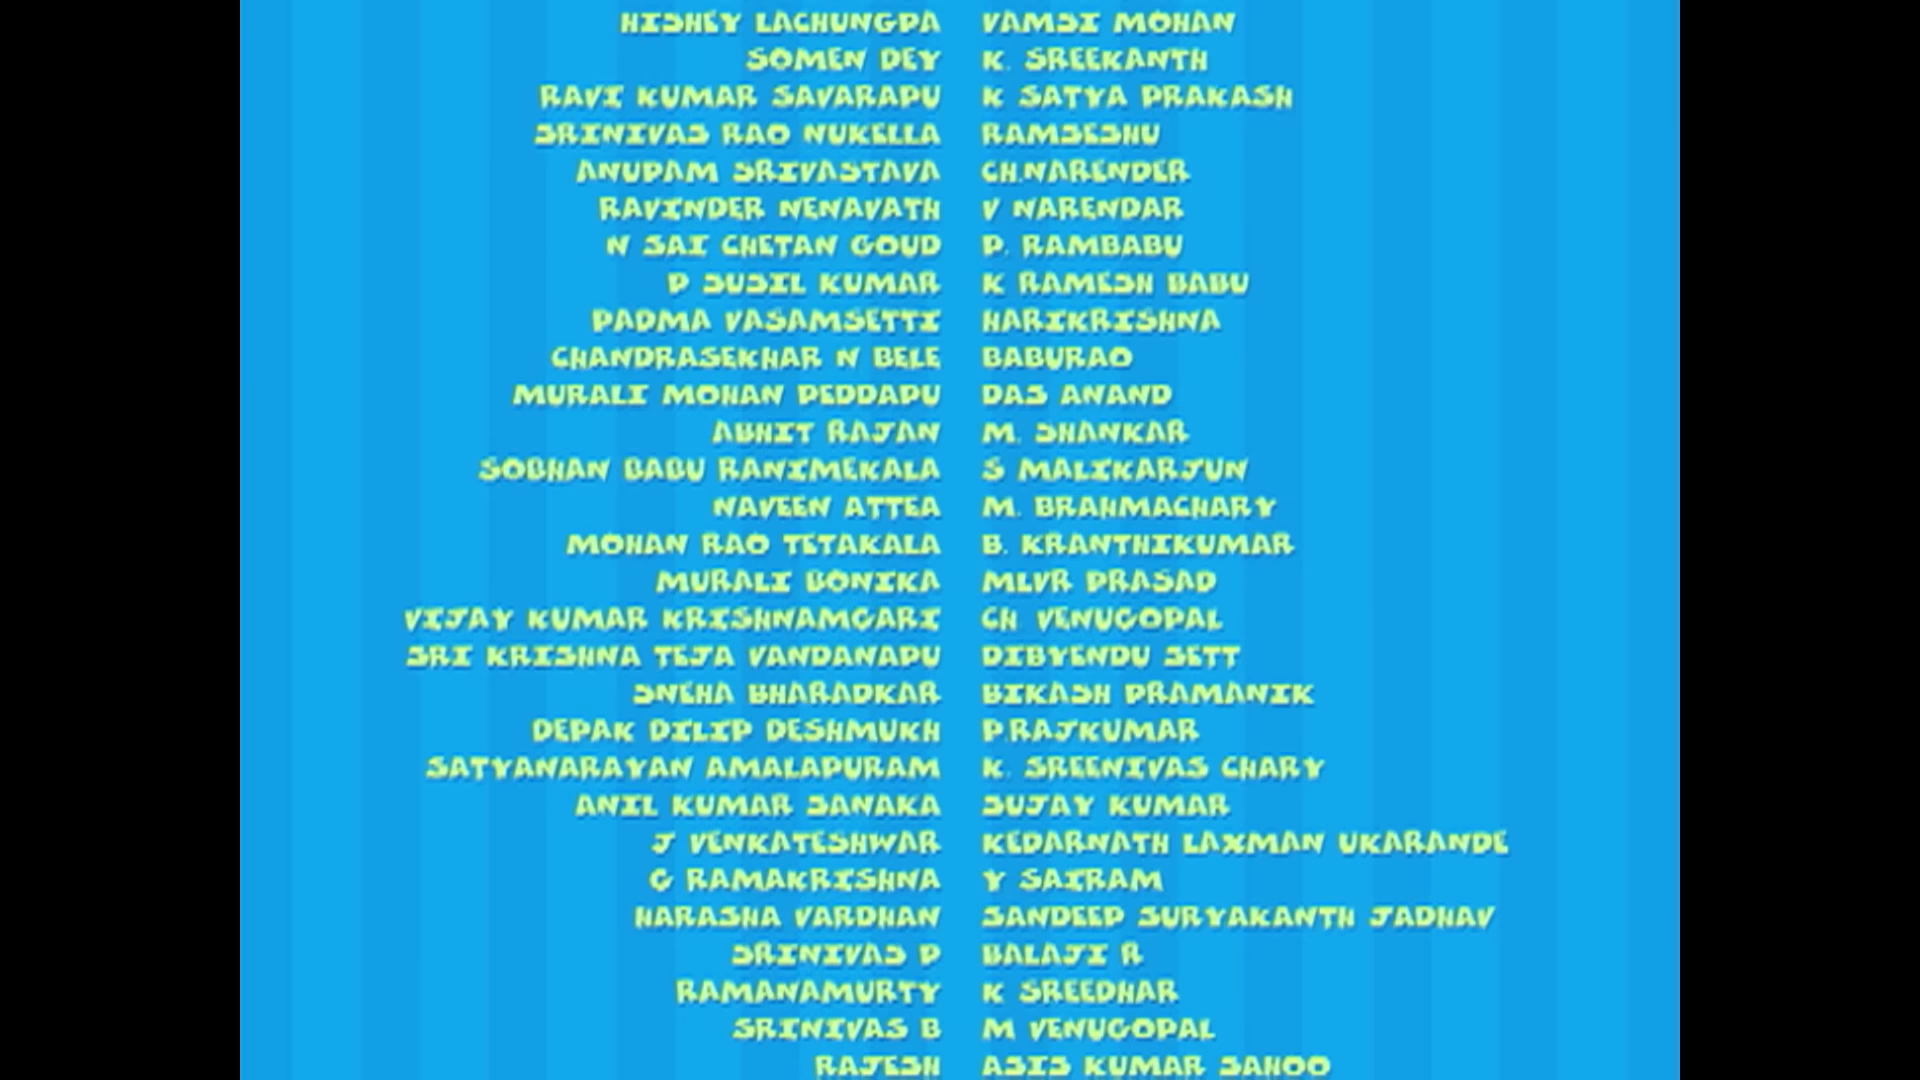 HISHEY LACHUNGPA VAMSI MOHAN
SOMEN DEY K. SREEKANTH
RAVI KUMAR SAVARAPU K SATYA PRAKASH
SRINIVAS RAO NUKELLA RAMSESHU
ANUPAM SRIVASTAVA CH.NARENDER
RAVINDER NENAVATH V NARENDAR
N SAI CHETAN GOUD P. RAMBABU
P SUSIL KUMAR K RAMESH BABU
PADMA VASAMSETTI HARIKRISHNA
CHANDRASEKHAR N BELE BABURAO
MURALI MOHAN PEDDAPU DAS ANAND
ABHIT RAJAN M. SHANKAR
SOBHAN BABU RANIMEKALA S MALIKARJUN
NAVEEN ATTEA M. BRAHMACHARY
MOHAN RAO TETAKALA B. KRANTHIKUMAR
MURALI BONIKA MLVR PRASAD
VIJAY KUMAR KRISHNAMGARI CH VENUGOPAL
SRI KRISHNA TEJA VANDANAPU DIBYENDU SETT
SNEHA BHARADKAR BIKASH PRAMANIK
DEPAK DILIP DESHMUKH P.RAJKUMAR
SATYANARAYAN AMALAPURAM K. SREENIVAS CHARY
ANIL KUMAR SANAKA SUJAY KUMAR
J VENKATESHWAR KEDARNATH LAXMAN UKARANDE
G RAMAKRISHNA Y SAIRAM
HARASHA VARDHAN SANDEEP SURYAKANTH JADHAV
SRINIVAS P BALAJI R
RAMANAMURTY K SREEDHAR
SRINIVAS B M VENUGOPAL
RAJESH ASIS KUMAR SAHOO